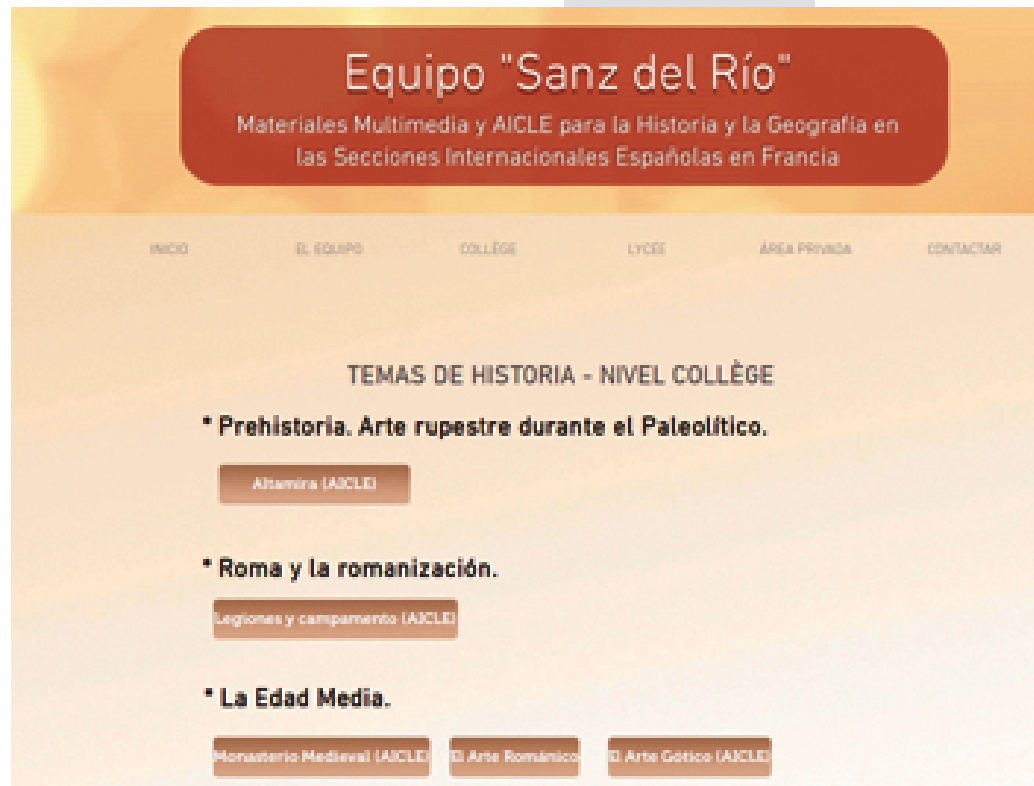 Equipo "Sanz del Río"
Materiales Multimedia y AICLE para la Historia y la Geografía en
las Secciones Internacionales Españolas en Francia
INICIO EL EQUIPO COLLÈGE LYCÉE ÁREA PRIVADA CONTACTAR
TEMAS DE HISTORIA - NIVEL COLLÈGE
* Prehistoria. Arte rupestre durante el Paleolítico.
Altamira (AICLE)
* Roma y la romanización.
Legiones y campamento (AICLE)
* La Edad Media.
Monasterio Medieval (AICLE) El Arte Románico El Arte Gótico (AICLE)